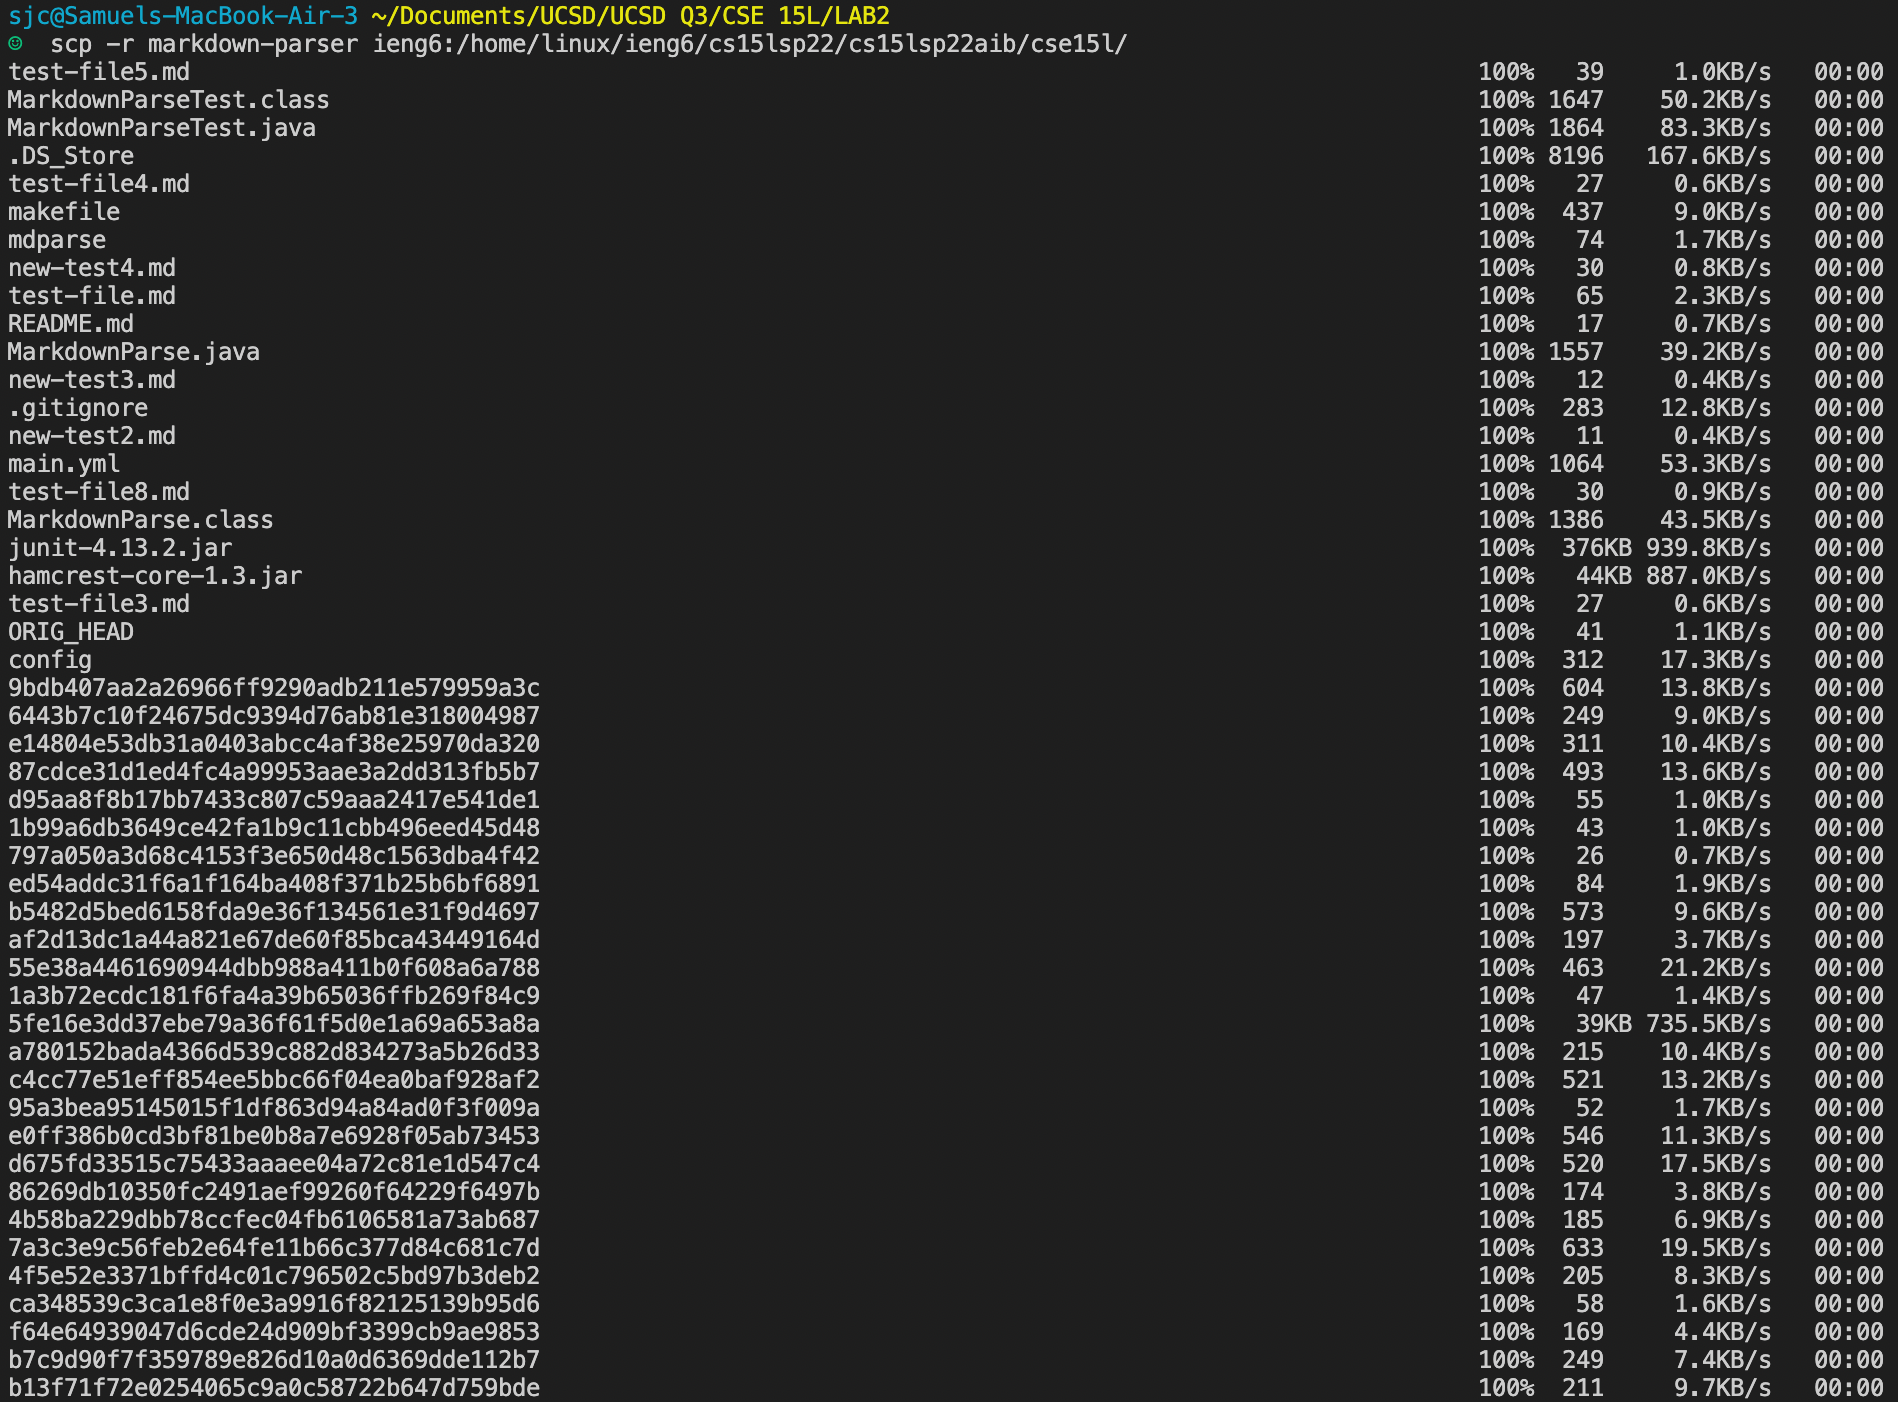 sjc@Samuels-MacBook-Air-3 ~/Documents/UCSD/UCSD Q3/CSE 15L/LAB2
☺ scp -r markdown-parser ieng6:/home/linux/ieng6/cs15lsp22/cs15lsp22aib/cse15l/
test-file5.md 100% 39 1.0KB/s 00:00
MarkdownParseTest.class 100% 1647 50.2KB/s 00:00
MarkdownParseTest.java 100% 1864 83.3KB/s 00:00
.DS_Store 100% 8196 167.6KB/s 00:00
test-file4.md 100% 27 0.6KB/s 00:00
makefile 100% 437 9.0KB/s 00:00
mdparse 100% 74 1.7KB/s 00:00
new-test4.md 100% 30 0.8KB/s 00:00
test-file.md 100% 65 2.3KB/s 00:00
README.md 100% 17 0.7KB/s 00:00
MarkdownParse.java 100% 1557 39.2KB/s 00:00
new-test3.md 100% 12 0.4KB/s 00:00
.gitignore 100% 283 12.8KB/s 00:00
new-test2.md 100% 11 0.4KB/s 00:00
main.yml 100% 1064 53.3KB/s 00:00
test-file8.md 100% 30 0.9KB/s 00:00
MarkdownParse.class 100% 1386 43.5KB/s 00:00
junit-4.13.2.jar 100% 376KB 939.8KB/s 00:00
hamcrest-core-1.3.jar 100% 44KB 887.0KB/s 00:00
test-file3.md 100% 27 0.6KB/s 00:00
ORIG_HEAD 100% 41 1.1KB/s 00:00
config 100% 312 17.3KB/s 00:00
9bdb407aa2a26966ff9290adb211e579959a3c 100% 604 13.8KB/s 00:00
6443b7c10f24675dc9394d76ab81e318004987 100% 249 9.0KB/s 00:00
e14804e53db31a0403abcc4af38e25970da320 100% 311 10.4KB/s 00:00
87cdce31d1ed4fc4a99953aae3a2dd313fb5b7 100% 493 13.6KB/s 00:00
d95aa8f8b17bb7433c807c59aaa2417e541de1 100% 55 1.0KB/s 00:00
1b99a6db3649ce42fa1b9c11cbb496eed45d48 100% 43 1.0KB/s 00:00
797a050a3d68c4153f3e650d48c1563dba4f42 100% 26 0.7KB/s 00:00
ed54addc31f6a1f164ba408f371b25b6bf6891 100% 84 1.9KB/s 00:00
b5482d5bed6158fda9e36f134561e31f9d4697 100% 573 9.6KB/s 00:00
af2d13dc1a44a821e67de60f85bca43449164d 100% 197 3.7KB/s 00:00
55e38a4461690944dbb988a411b0f608a6a788 100% 463 21.2KB/s 00:00
1a3b72ecdc181f6fa4a39b65036ffb269f84c9 100% 47 1.4KB/s 00:00
5fe16e3dd37ebe79a36f61f5d0e1a69a653a8a 100% 39KB 735.5KB/s 00:00
a780152bada4366d539c882d834273a5b26d33 100% 215 10.4KB/s 00:00
c4cc77e51eff854ee5bbc66f04ea0baf928af2 100% 521 13.2KB/s 00:00
95a3bea95145015f1df863d94a84ad0f3f009a 100% 52 1.7KB/s 00:00
e0ff386b0cd3bf81be0b8a7e6928f05ab73453 100% 546 11.3KB/s 00:00
d675fd33515c75433aaaee04a72c81e1d547c4 100% 520 17.5KB/s 00:00
86269db10350fc2491aef99260f64229f6497b 100% 174 3.8KB/s 00:00
4b58ba229dbb78ccfec04fb6106581a73ab687 100% 185 6.9KB/s 00:00
7a3c3e9c56feb2e64fe11b66c377d84c681c7d 100% 633 19.5KB/s 00:00
4f5e52e3371bffd4c01c796502c5bd97b3deb2 100% 205 8.3KB/s 00:00
ca348539c3ca1e8f0e3a9916f82125139b95d6 100% 58 1.6KB/s 00:00
f64e64939047d6cde24d909bf3399cb9ae9853 100% 169 4.4KB/s 00:00
b7c9d90f7f359789e826d10a0d6369dde112b7 100% 249 7.4KB/s 00:00
b13f71f72e0254065c9a0c58722b647d759bde 100% 211 9.7KB/s 00:00